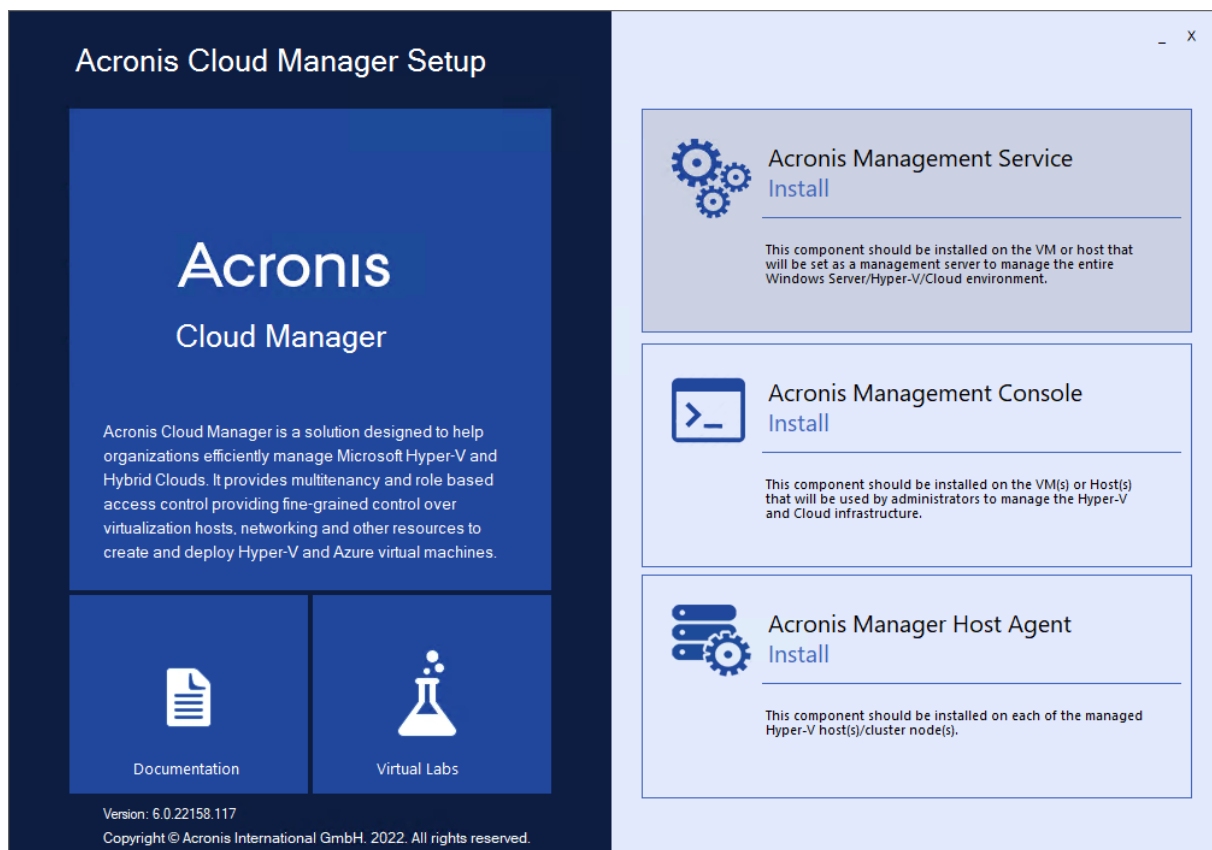 Acronis Cloud Manager Setup
Acronis
Cloud Manager
Acronis Cloud Manager is a solution designed to help
organizations efficiently manage Microsoft Hyper-V and
Hybrid Clouds. It provides multitenancy and role based
access control providing fine-grained control over
virtualization hosts, networking and other resources to
create and deploy Hyper-V and Azure virtual machines.
Documentation
Virtual Labs
Version: 6.0.22158.117
Copyright © Acronis International GmbH. 2022. All rights reserved.
_ X
Acronis Management Service
Install
This component should be installed on the VM or host that
will be set as a management server to manage the entire
Windows Server/Hyper-V/Cloud environment.
>_
Acronis Management Console
Install
This component should be installed on the VM(s) or Host(s)
that will be used by administrators to manage the Hyper-V
and Cloud infrastructure.
Acronis Manager Host Agent
Install
This component should be installed on each of the managed
Hyper-V host(s)/cluster node(s).